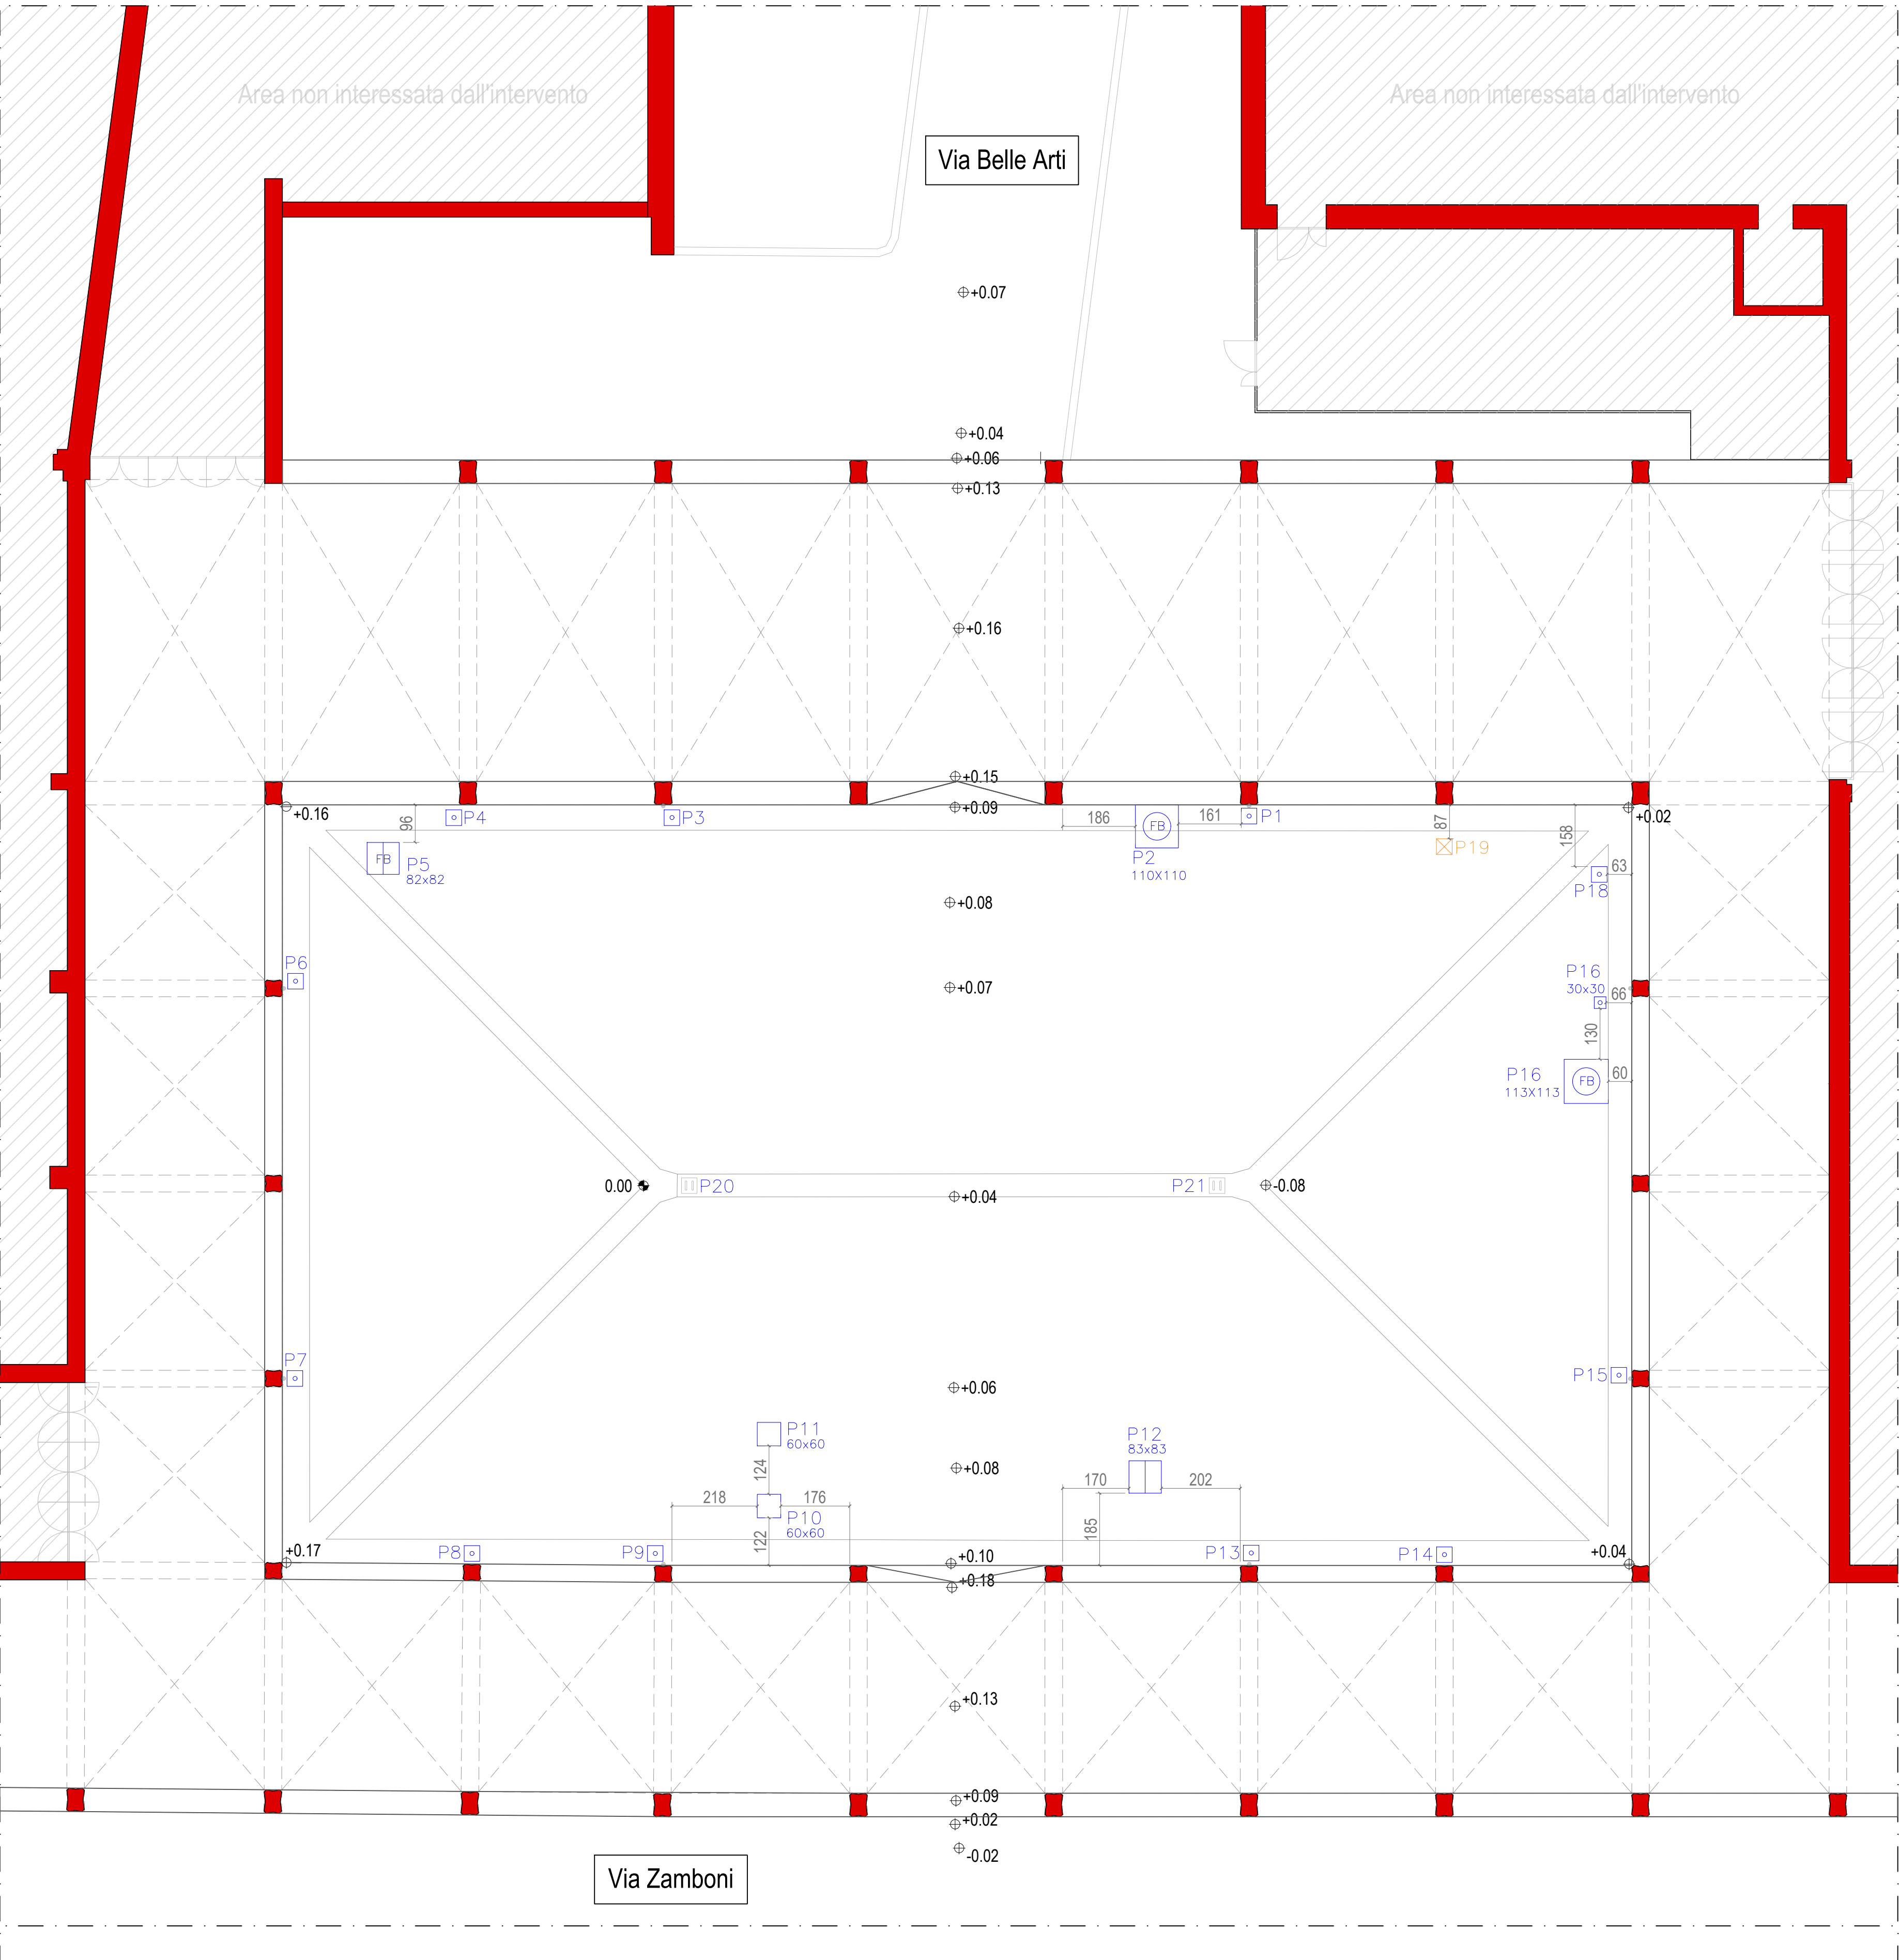 Area non interessata dall'intervento
Area non interessata dall'intervento
Via Belle Arti
+0.07
+0.04
+0.06
+0.13
+0.16
+0.15
+0.16
+0.09
+0.02
P4
P3
96
186
FB
161
P1
87
158
P2
110X110
P19
FB
P5
82x82
63
P18
+0.08
P6
P16
30x30
+0.07
66
130
P16
113X113
FB
60
0.00
P20
P21
-0.08
+0.04
P7
P15
+0.06
P11
60x60
P12
83x83
124
+0.08
170
202
218
176
P10
60x60
122
185
+0.17
P8
P9
+0.10
P13
P14
+0.04
+0.18
+0.13
+0.09
+0.02
-0.02
Via Zamboni